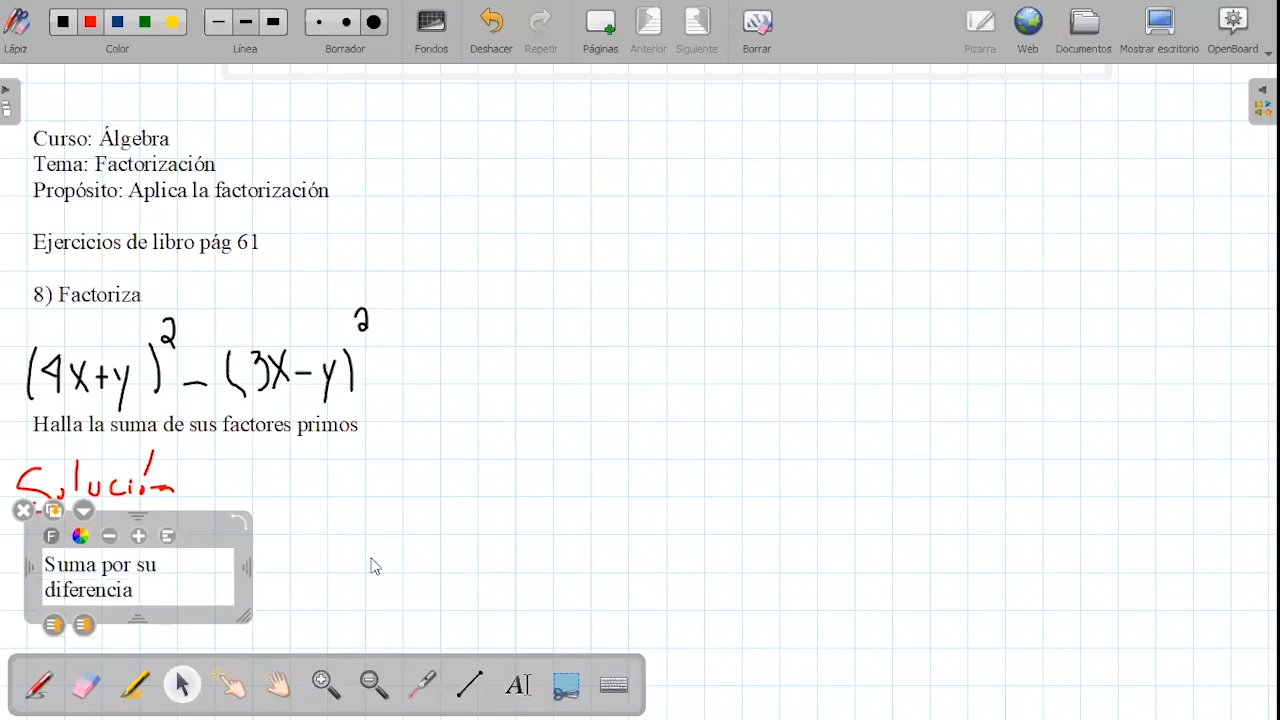 Lápiz
Color
Línea
Borrador
Fondos
Deshacer
Repetir
Páginas
Anterior
Siguiente
Borrar
Pizarra
Web
Documentos
Mostrar escritorio
OpenBoard
Curso: Álgebra
Tema: Factorización
Propósito: Aplica la factorización
Ejercicios de libro pág 61
8) Factoriza
(4x+y)² - (3x-y)²
Halla la suma de sus factores primos
Solución
F
Suma por su
diferencia
A